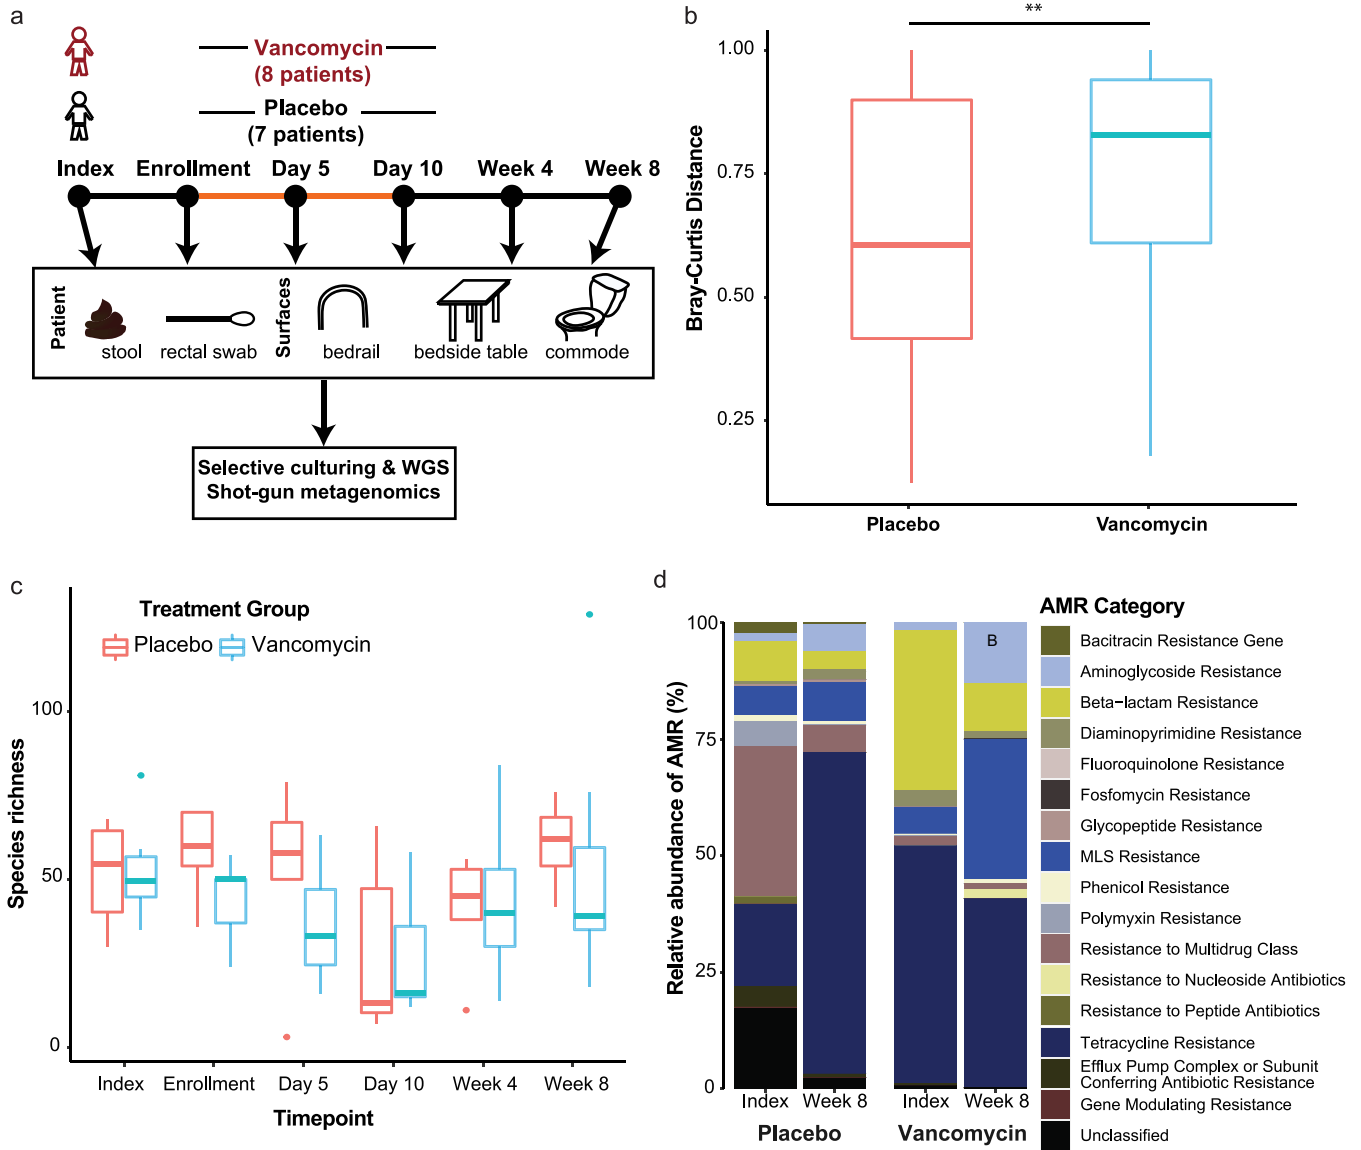 a
Vancomycin
(8 patients)
Placebo
(7 patients)
Index Enrollment Day 5 Day 10 Week 4 Week 8
Patient
stool
rectal swab
Surfaces
bedrail
bedside table
commode
Selective culturing & WGS
Shot-gun metagenomics
b
**
Bray-Curtis Distance
1.00
0.75
0.50
0.25
Placebo
Vancomycin
c
Treatment Group
Placebo
Vancomycin
Species richness
100
50
0
Index Enrollment Day 5 Day 10 Week 4 Week 8
Timepoint
d
Relative abundance of AMR (%)
100
75
50
25
0
B
Index Week 8 Index Week 8
Placebo Vancomycin
AMR Category
Bacitracin Resistance Gene
Aminoglycoside Resistance
Beta-lactam Resistance
Diaminopyrimidine Resistance
Fluoroquinolone Resistance
Fosfomycin Resistance
Glycopeptide Resistance
MLS Resistance
Phenicol Resistance
Polymyxin Resistance
Resistance to Multidrug Class
Resistance to Nucleoside Antibiotics
Resistance to Peptide Antibiotics
Tetracycline Resistance
Efflux Pump Complex or Subunit
Conferring Antibiotic Resistance
Gene Modulating Resistance
Unclassified